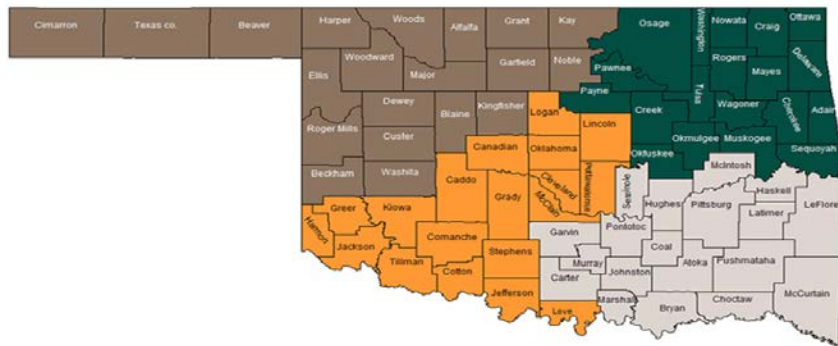 Cimarron
Texas co.
Beaver
Harper
Woods
Alfalfa
Grant
Kay
Osage
Washington
Nowata
Craig
Ottawa
Woodward
Ellis
Major
Garfield
Noble
Pawnee
Rogers
Mayes
Delaware
Payne
Tulsa
Dewey
Blaine
Kingfisher
Logan
Lincoln
Creek
Wagoner
Cherokee
Adair
Roger Mills
Custer
Canadian
Oklahoma
Okmulgee
Muskogee
Sequoyah
Okfuskee
McIntosh
Beckham
Washita
Caddo
Grady
Cleveland
McClain
Pottawatomie
Seminole
Hughes
Pittsburg
Haskell
Latimer
LeFlore
Greer
Kiowa
Harmon
Jackson
Comanche
Stephens
Garvin
Pontotoc
Coal
Murray
Tillman
Cotton
Jefferson
Carter
Johnston
Atoka
Pushmataha
McCurtain
Love
Marshall
Bryan
Choctaw